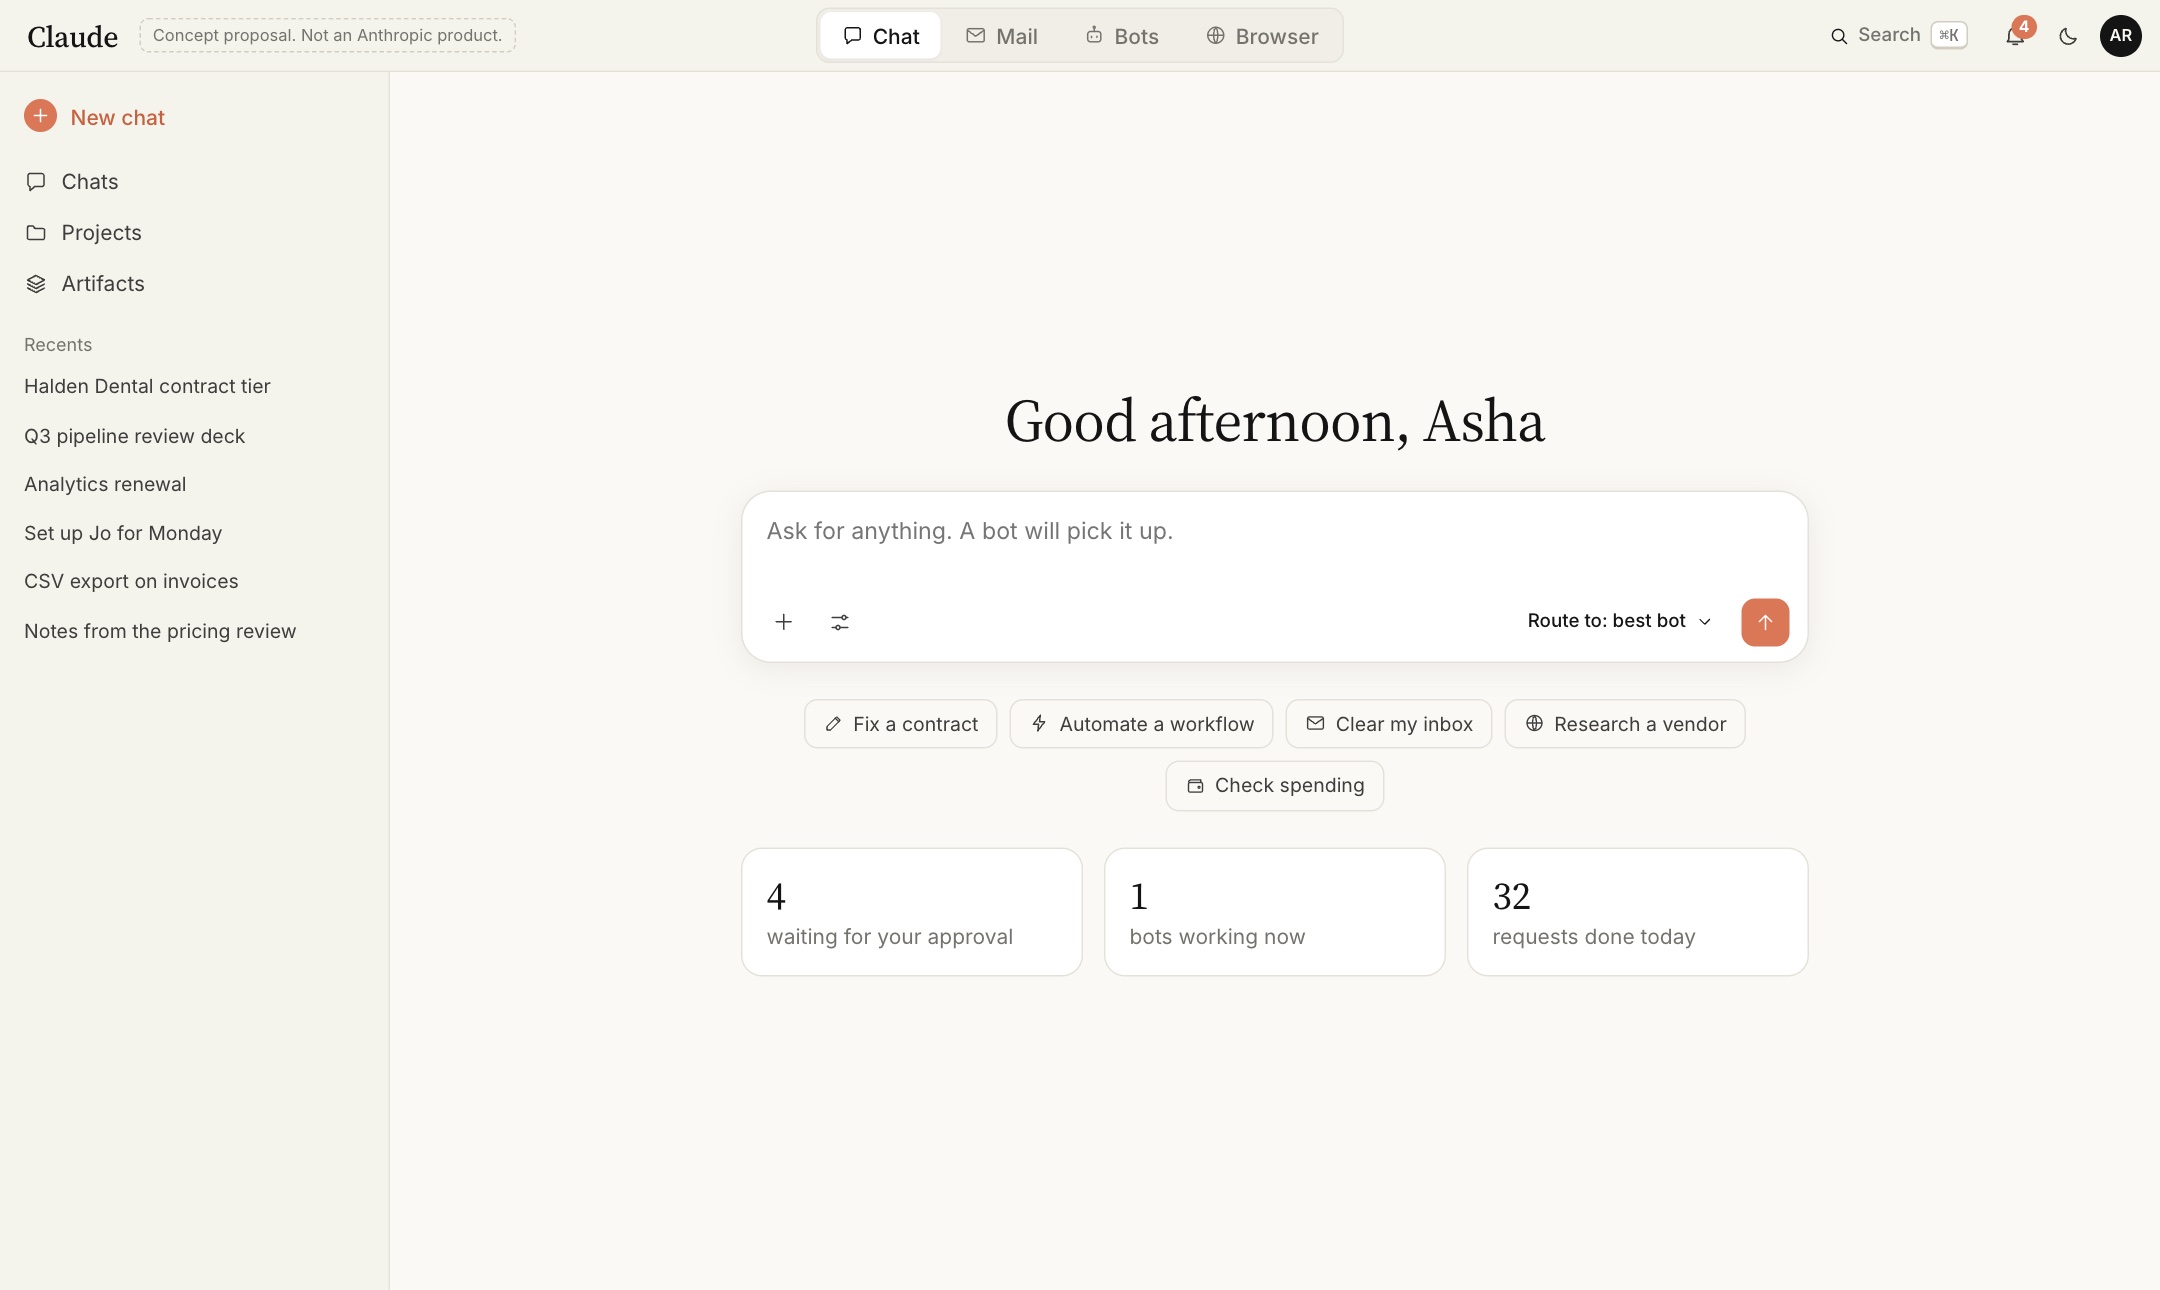 Claude
Concept proposal. Not an Anthropic product.
Chat
Mail
Bots
Browser
Search
⌘K
4
AR
New chat
Chats
Projects
Artifacts
Recents
Halden Dental contract tier
Q3 pipeline review deck
Analytics renewal
Set up Jo for Monday
CSV export on invoices
Notes from the pricing review
Good afternoon, Asha
Ask for anything. A bot will pick it up.
Route to: best bot
Fix a contract
Automate a workflow
Clear my inbox
Research a vendor
Check spending
4
waiting for your approval
1
bots working now
32
requests done today